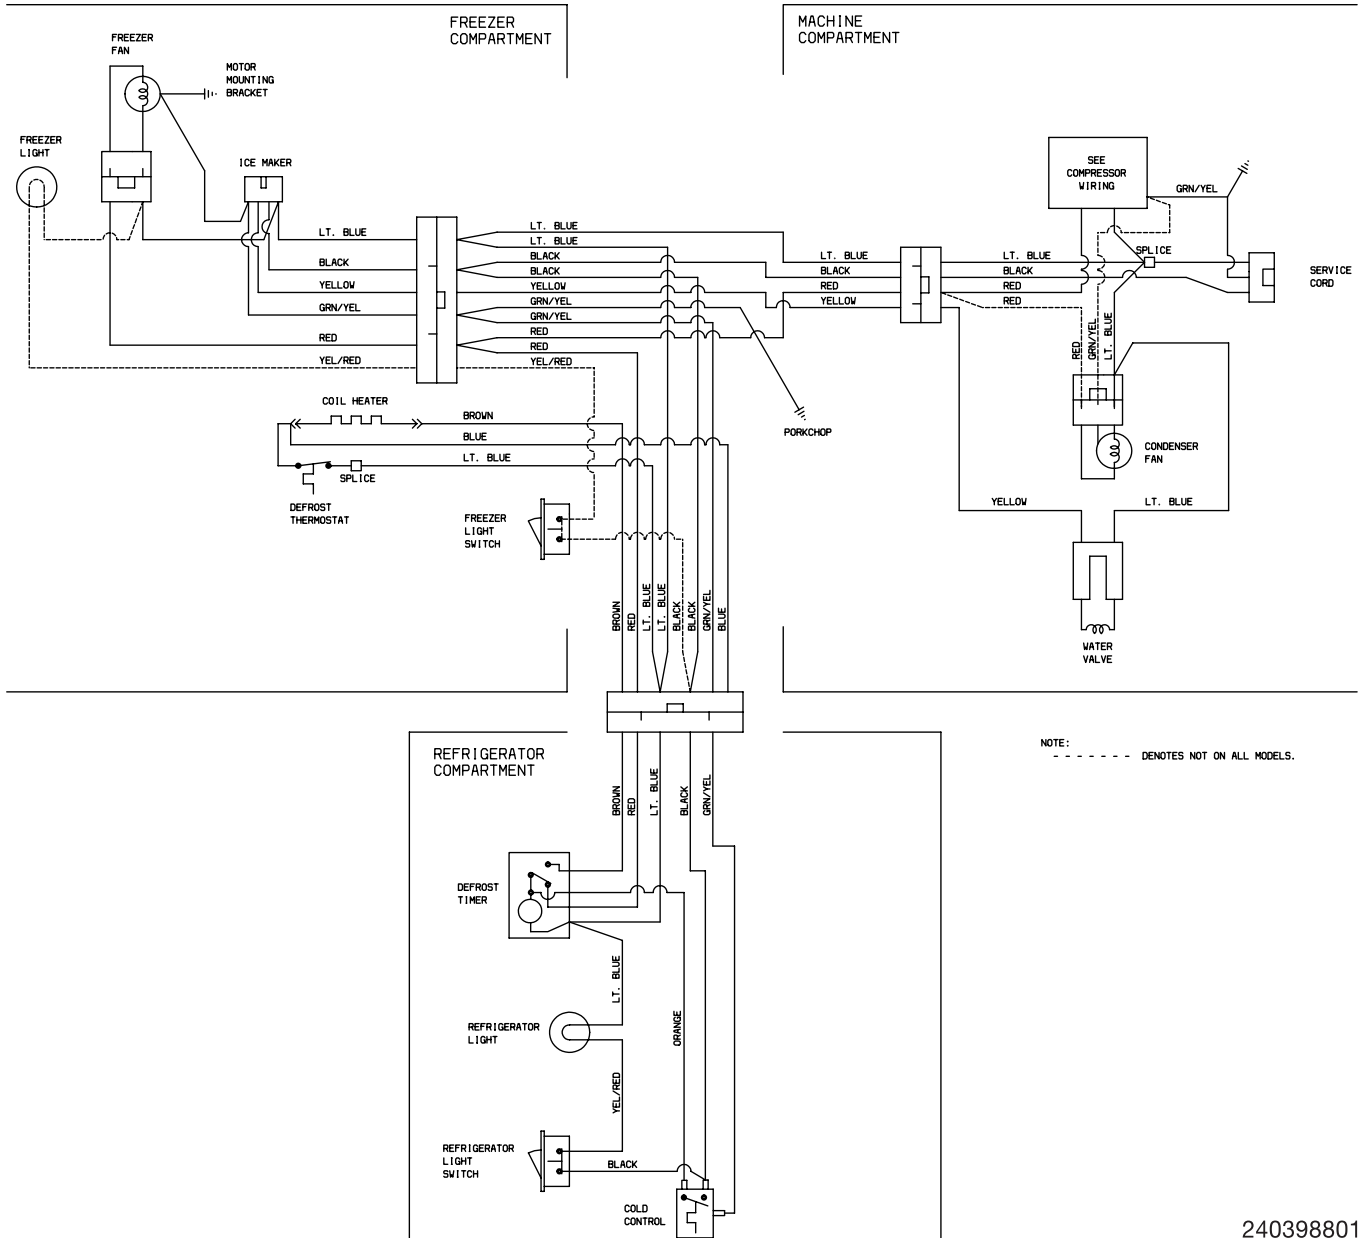 FREEZER
COMPARTMENT
MACHINE
COMPARTMENT
FREEZER
FAN
MOTOR
MOUNTING
BRACKET
FREEZER
LIGHT
ICE MAKER
LT. BLUE
BLACK
YELLOW
GRN/YEL
RED
YEL/RED
LT. BLUE
LT. BLUE
BLACK
BLACK
YELLOW
GRN/YEL
GRN/YEL
RED
RED
YEL/RED
LT. BLUE
BLACK
RED
YELLOW
LT. BLUE
BLACK
RED
RED
SEE
COMPRESSOR
WIRING
GRN/YEL
SPLICE
SERVICE
CORD
RED
GRN/YEL
LT. BLUE
CONDENSER
FAN
YELLOW
LT. BLUE
WATER
VALVE
PORKCHOP
COIL HEATER
BROWN
BLUE
LT. BLUE
SPLICE
DEFROST
THERMOSTAT
FREEZER
LIGHT
SWITCH
BROWN
RED
LT. BLUE
LT. BLUE
BLACK
BLACK
GRN/YEL
BLUE
REFRIGERATOR
COMPARTMENT
NOTE:
- - - - - - - DENOTES NOT ON ALL MODELS.
BROWN
RED
LT. BLUE
BLACK
GRN/YEL
DEFROST
TIMER
LT. BLUE
REFRIGERATOR
LIGHT
ORANGE
YEL/RED
REFRIGERATOR
LIGHT
SWITCH
BLACK
COLD
CONTROL
240398801